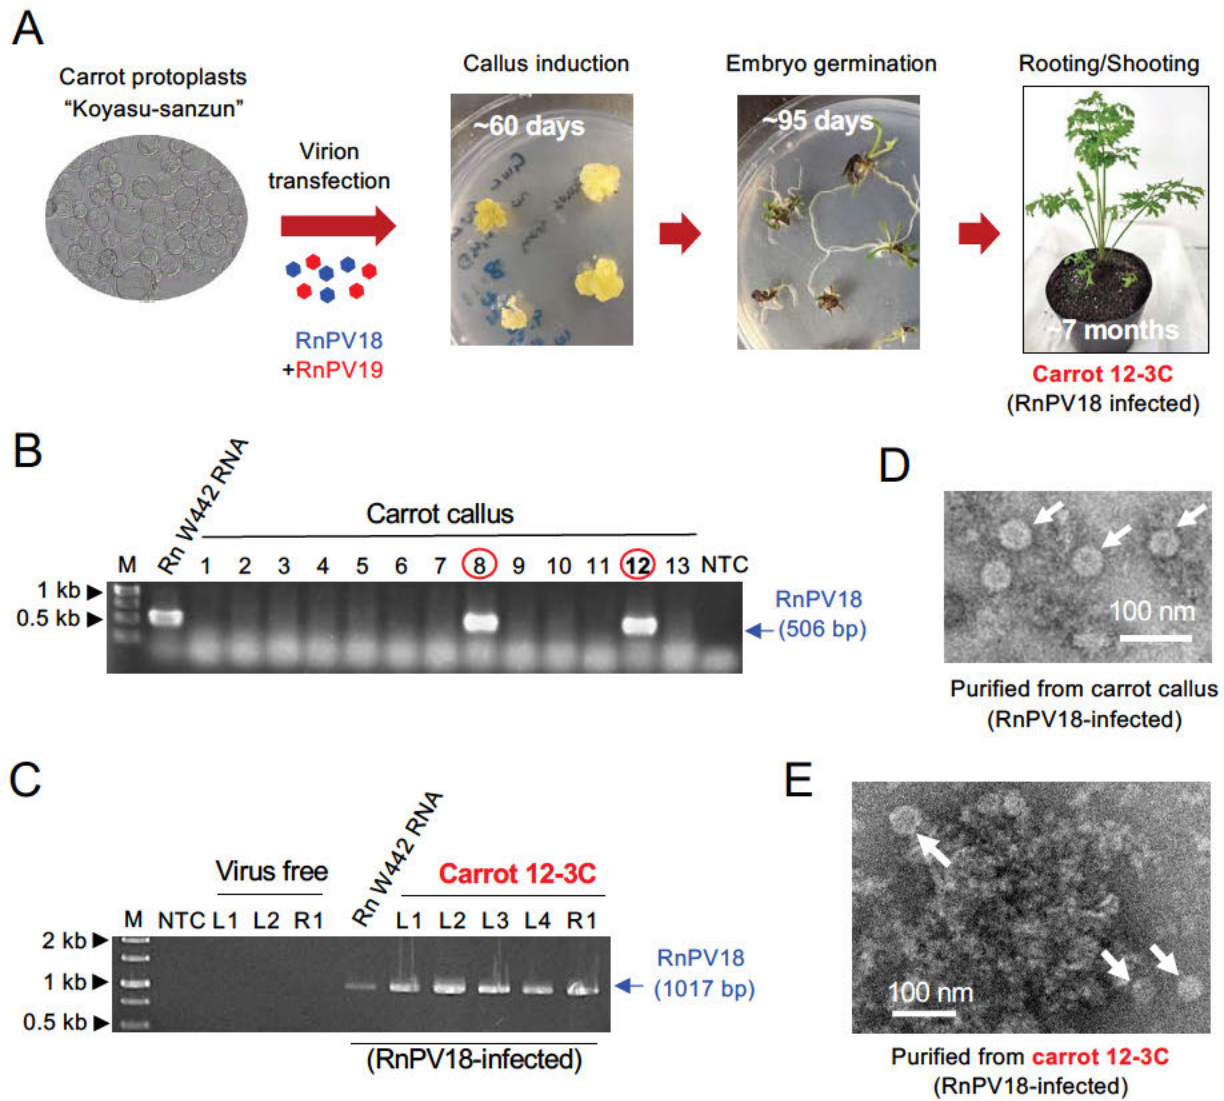 A
Carrot protoplasts
“Koyasu-sanzun”
Virion
transfection
RnPV18
+RnPV19
Callus induction
~60 days
Embryo germination
~95 days
Rooting/Shooting
~7 months
Carrot 12-3C
(RnPV18 infected)
B
Rn W442 RNA
Carrot callus
M 1 2 3 4 5 6 7 8 9 10 11 12 13 NTC
1 kb
0.5 kb
RnPV18
(506 bp)
D
100 nm
Purified from carrot callus
(RnPV18-infected)
C
Virus free
Rn W442 RNA
Carrot 12-3C
M NTC L1 L2 R1 L1 L2 L3 L4 R1
2 kb
1 kb
0.5 kb
RnPV18
(1017 bp)
(RnPV18-infected)
E
100 nm
Purified from carrot 12-3C
(RnPV18-infected)